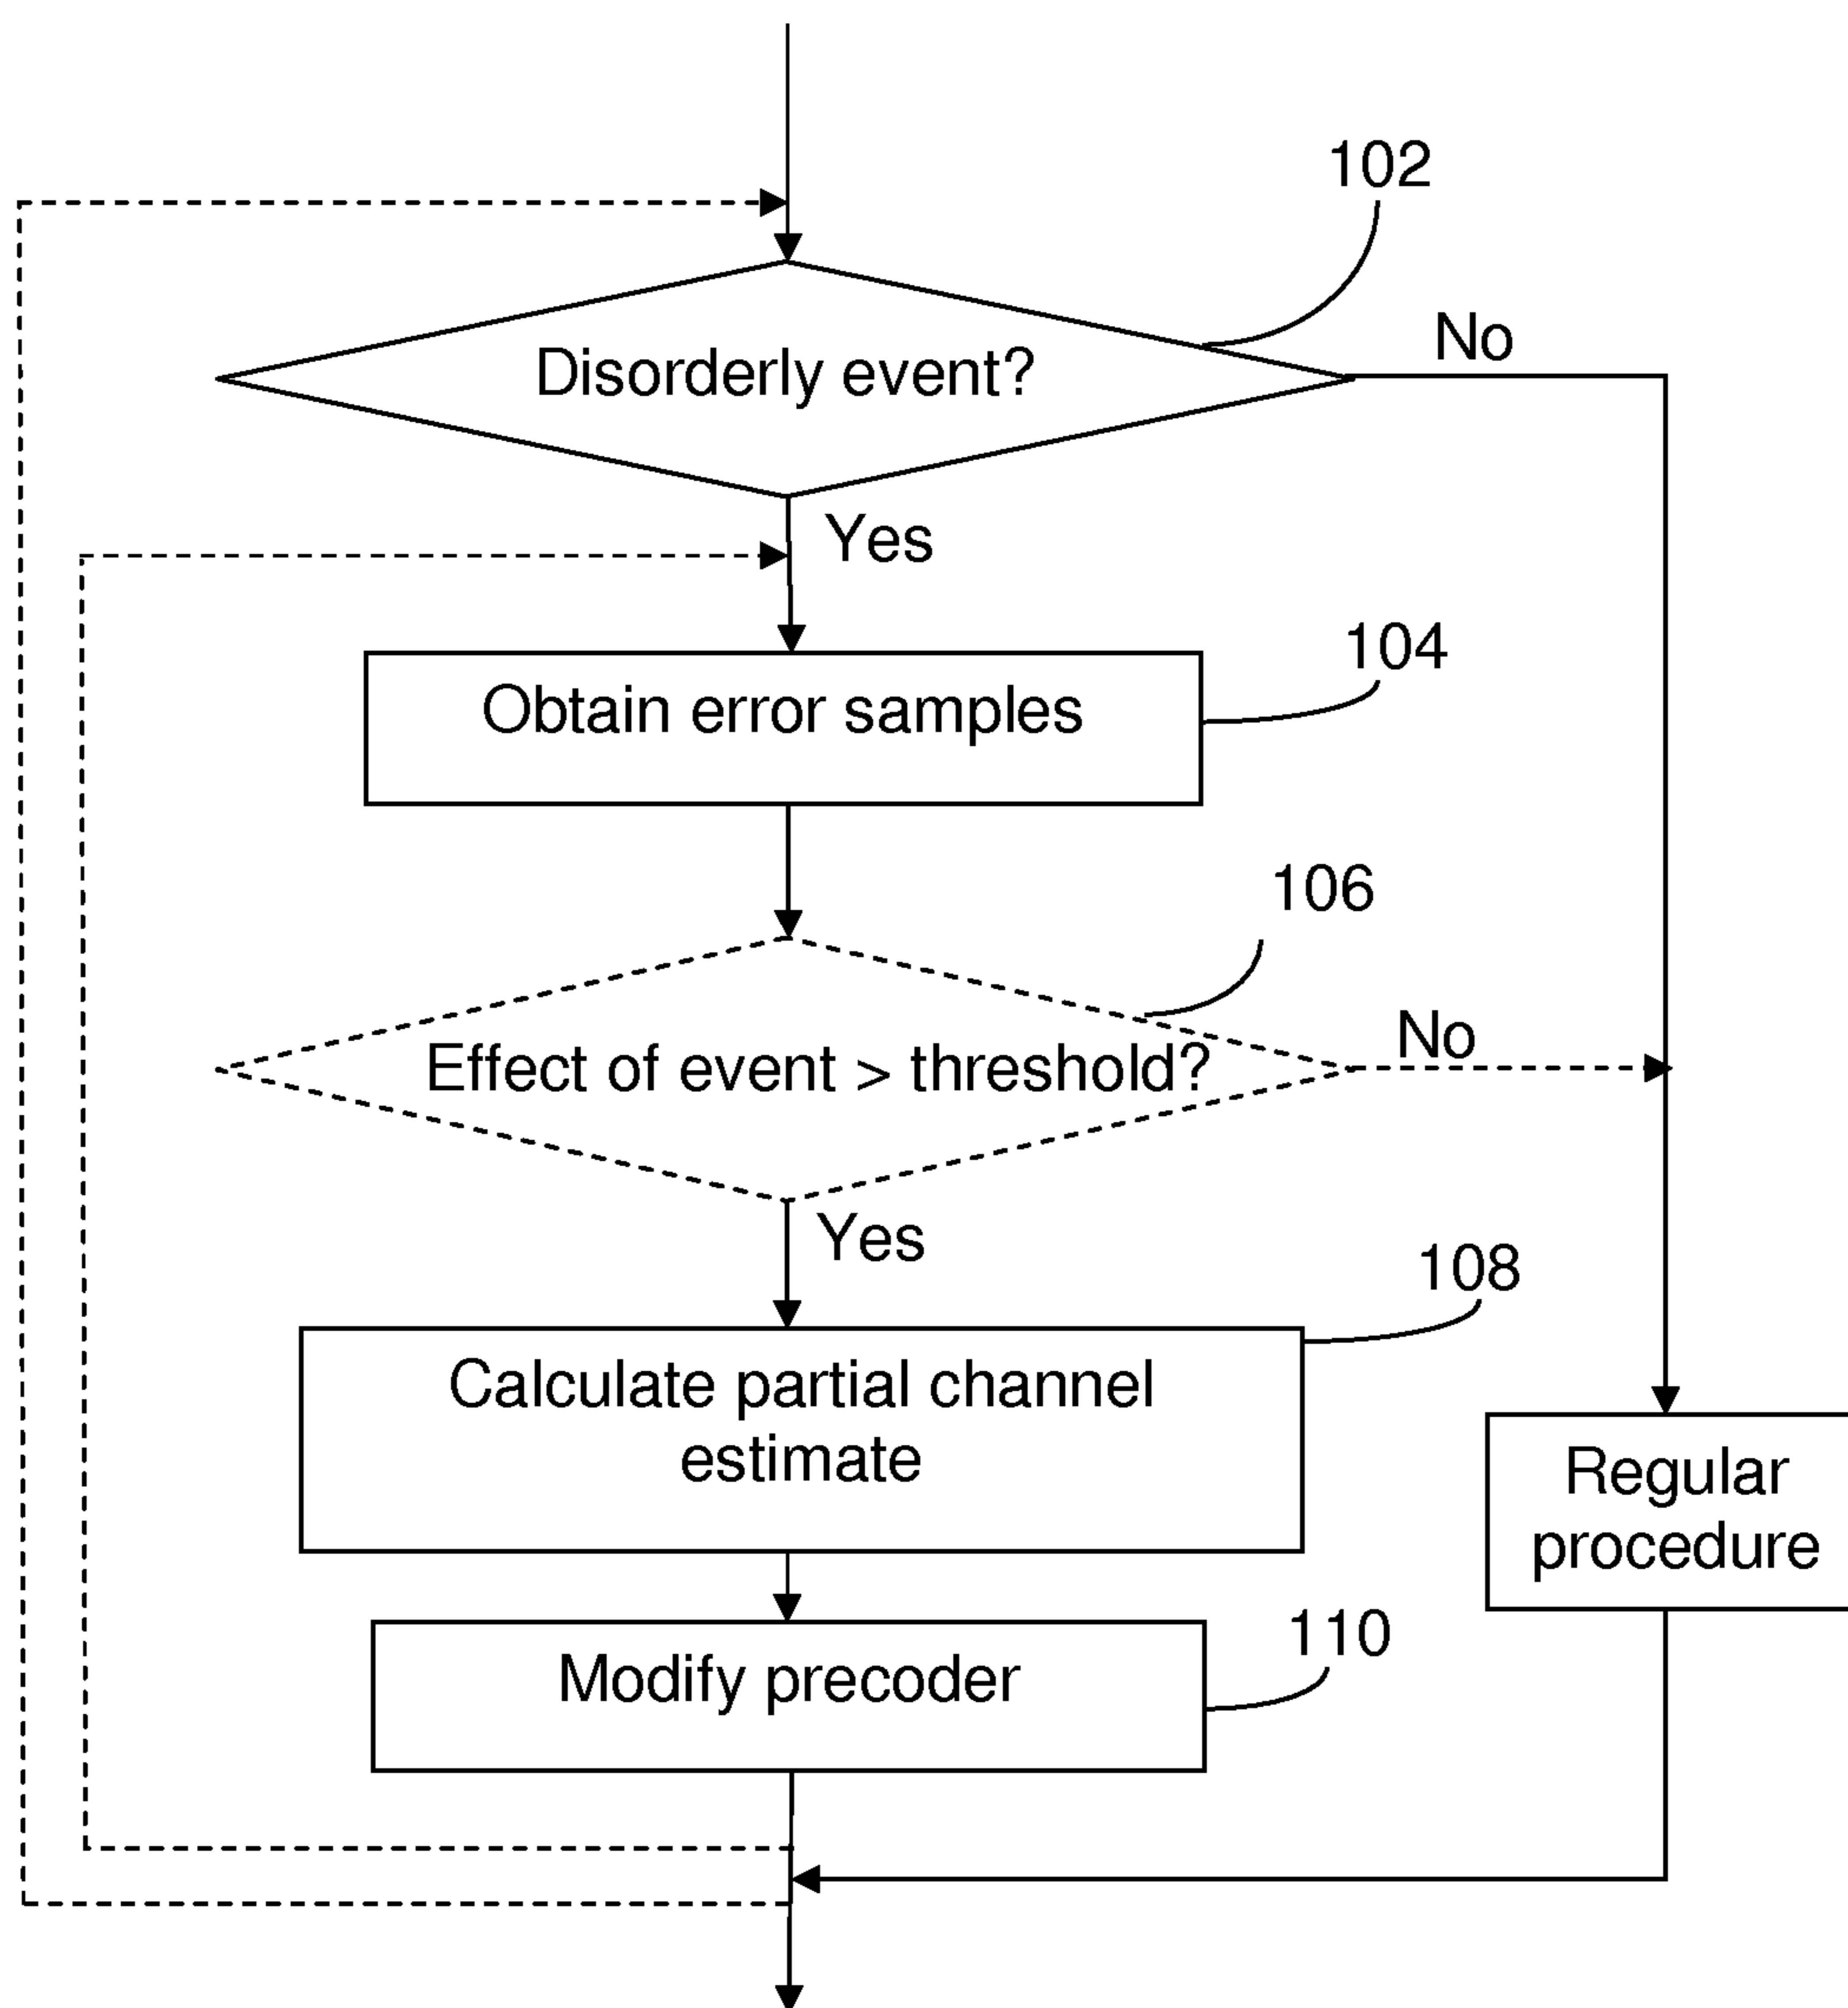 102
No
Disorderly event?
Yes
104
Obtain error samples
106
No
Effect of event > threshold?
Yes
108
Calculate partial channel
estimate
Regular
procedure
110
Modify precoder